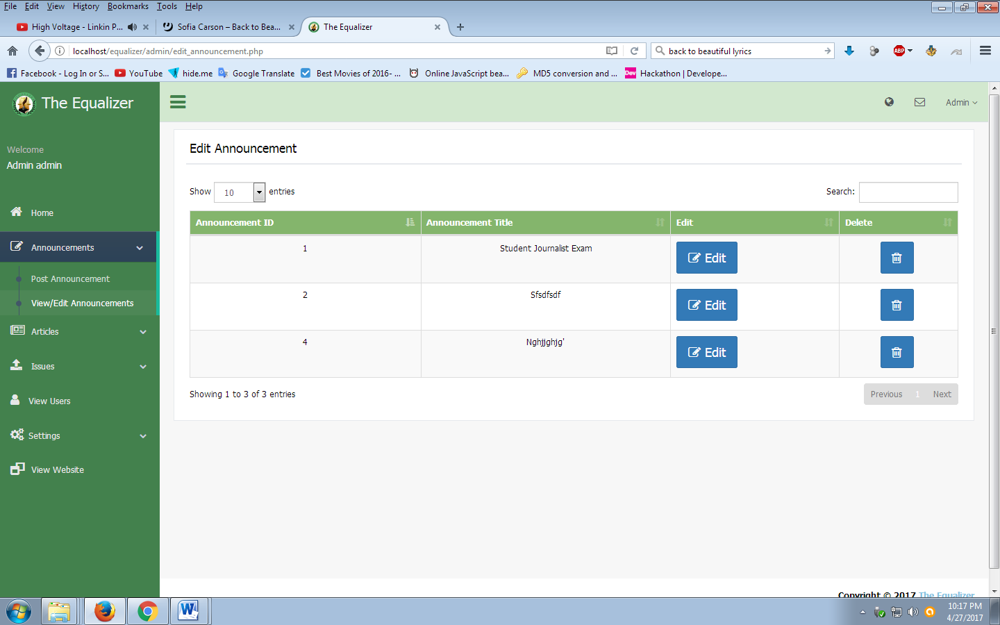 File Edit View History Bookmarks Tools Help
High Voltage - Linkin P... Sofia Carson – Back to Bea... The Equalizer
localhost/equalizer/admin/edit_announcement.php back to beautiful lyrics ABP
Facebook - Log In or S... YouTube hide.me Google Translate Best Movies of 2016- ... Online JavaScript bea... MD5 conversion and ... Dev Hackathon | Develope...
The Equalizer
Admin
Welcome
Admin admin
Home
Announcements
Post Announcement
View/Edit Announcements
Articles
Issues
View Users
Settings
View Website
Edit Announcement
Show 10 entries Search:
Announcement ID Announcement Title Edit Delete
1 Student Journalist Exam Edit
2 Sfsdfsdf Edit
4 Nghjjghjg' Edit
Showing 1 to 3 of 3 entries Previous 1 Next
Copyright © 2017 The Equalizer
10:17 PM
4/27/2017